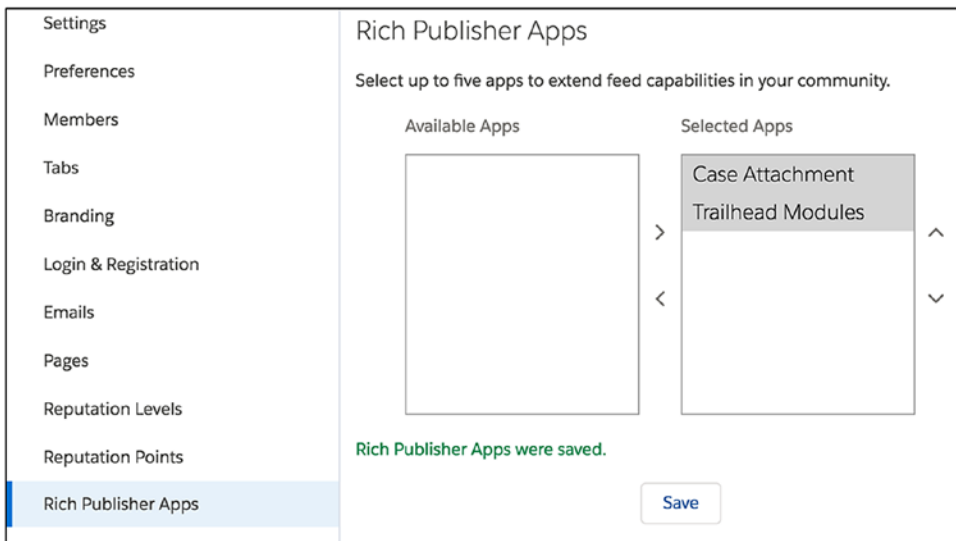 Settings
Preferences
Members
Tabs
Branding
Login & Registration
Emails
Pages
Reputation Levels
Reputation Points
Rich Publisher Apps
Rich Publisher Apps
Select up to five apps to extend feed capabilities in your community.
Available Apps
Selected Apps
Case Attachment
Trailhead Modules
Rich Publisher Apps were saved.
Save